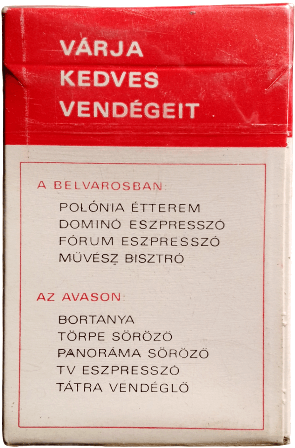 VÁRJA
KEDVES
VENDÉGEIT
A BELVAROSBAN:
POLÓNIA ÉTTEREM
DOMINÓ ESZPRESSZÓ
FÓRUM ESZPRESSZÓ
MŰVÉSZ BISZTRÓ
AZ AVASON:
BORTANYA
TÖRPE SÖRÖZŐ
PANORÁMA SÖRÖZŐ
TV ESZPRESSZÓ
TÁTRA VENDÉGLŐ